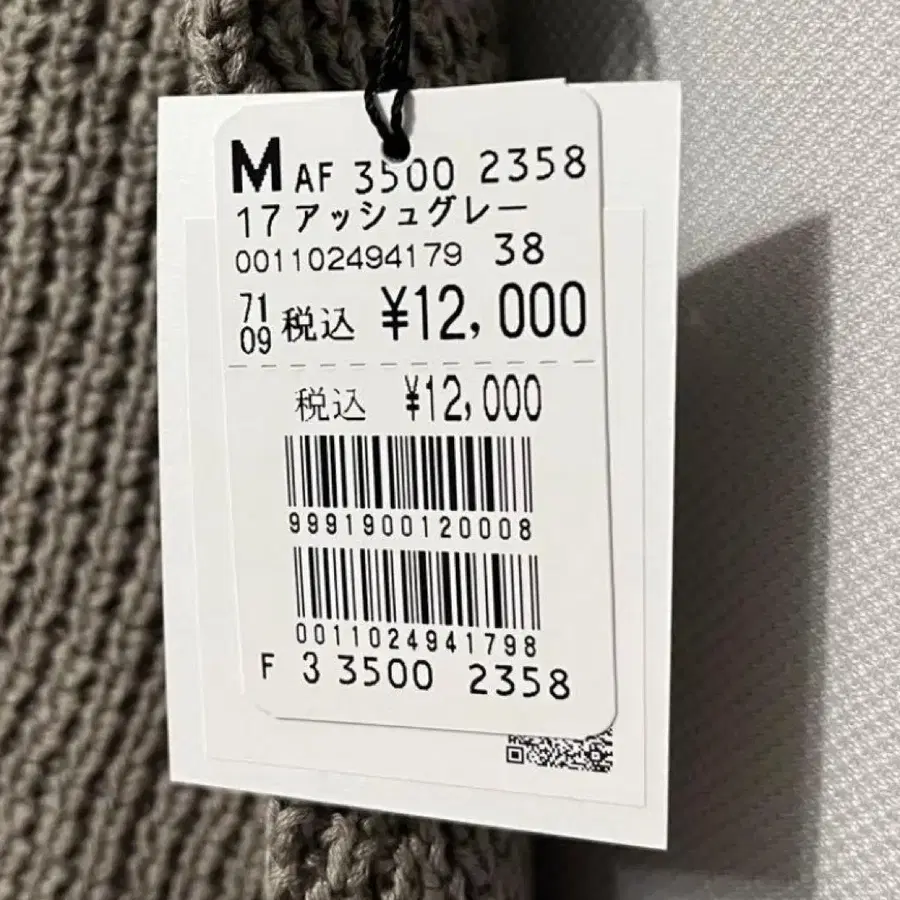 M AF 3500 2358
17 アッシュグレー
001102494179 38
71
09 税込 ¥12,000
税込 ¥12,000
9991900120008
0011024941798
F 3 3500 2358